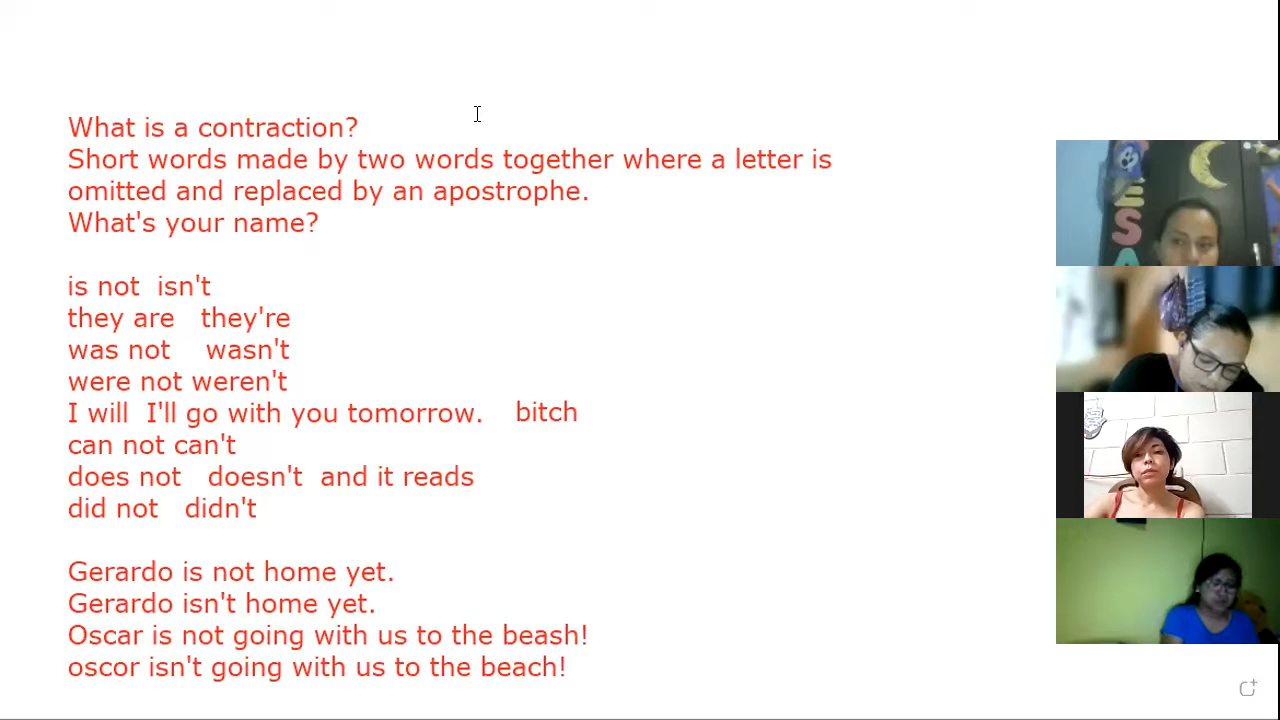 What is a contraction?
Short words made by two words together where a letter is
omitted and replaced by an apostrophe.
What's your name?
is not isn't
they are they're
was not wasn't
were not weren't
I will I'll go with you tomorrow. bitch
can not can't
does not doesn't and it reads
did not didn't
Gerardo is not home yet.
Gerardo isn't home yet.
Oscar is not going with us to the beash!
oscor isn't going with us to the beach!
E
S
A